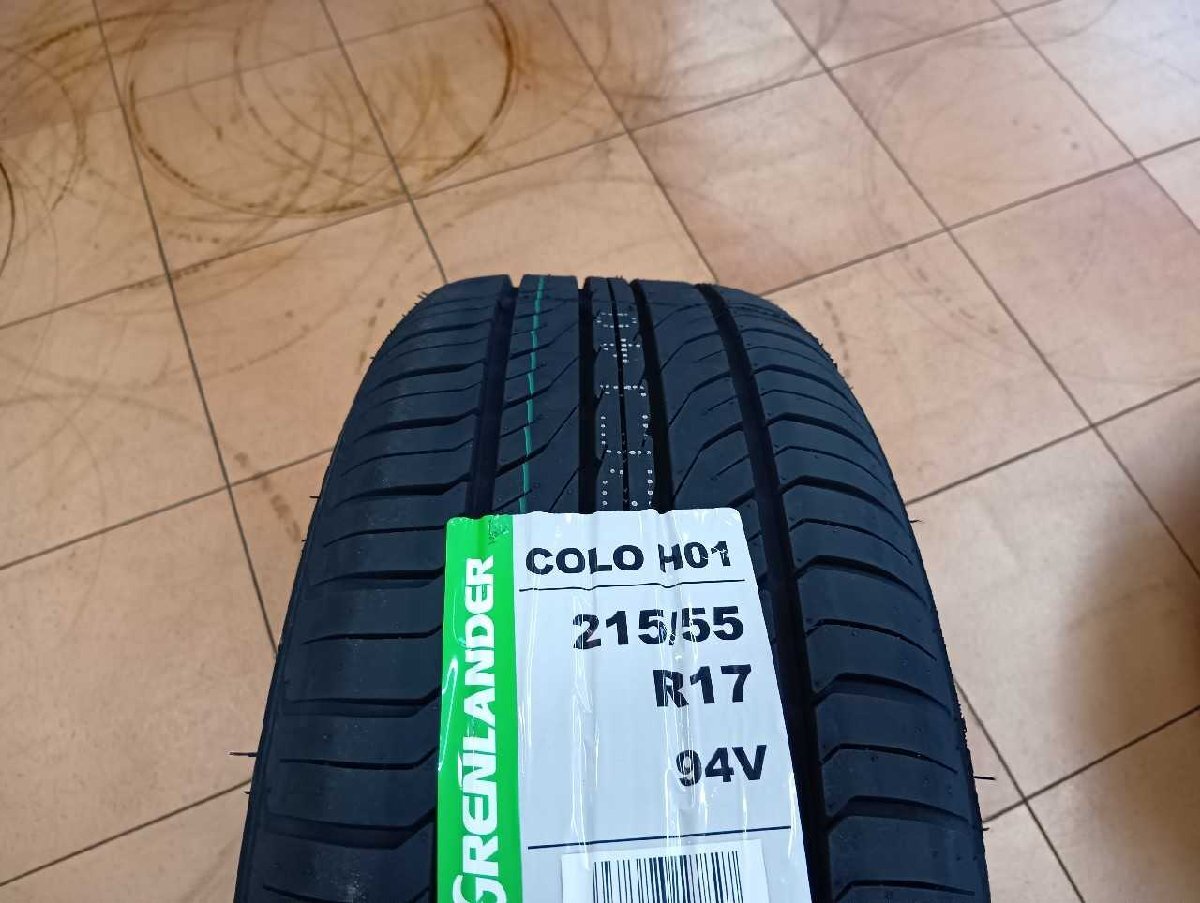 GRENLANDER
COLO H01
215/55
R17
94V